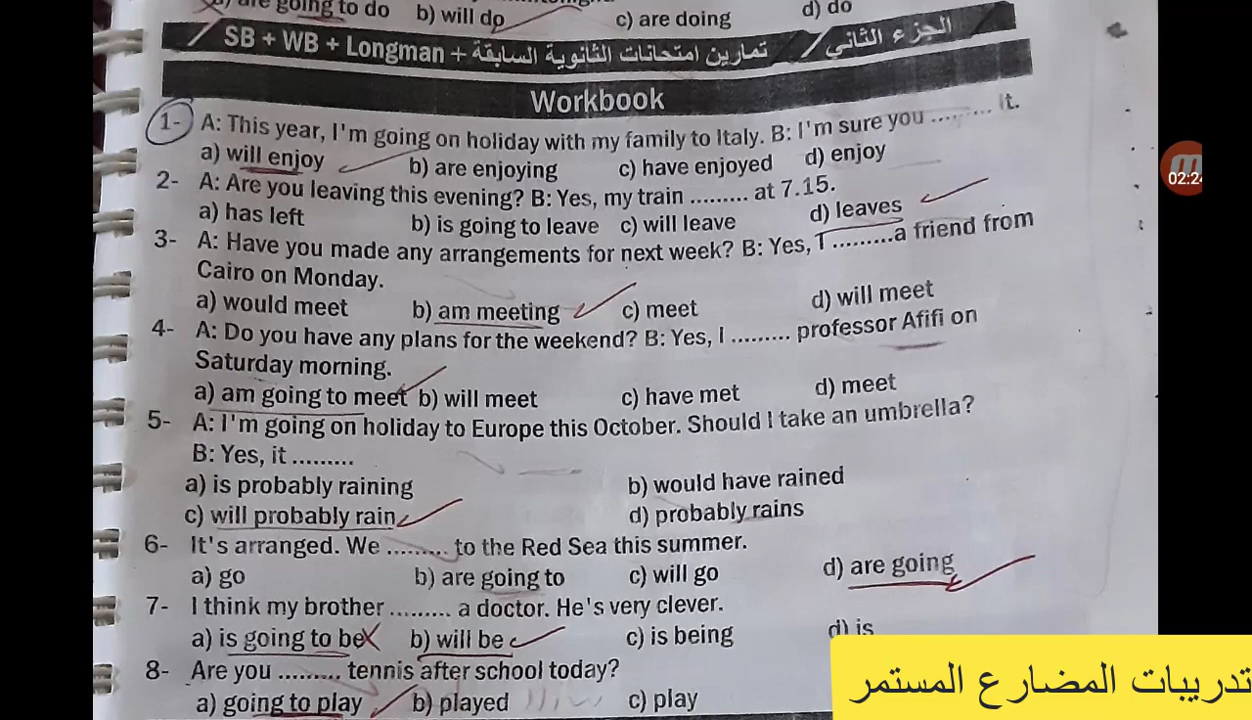 are going to do b) will do c) are doing d) do
SB + WB + Longman + تمارين امتحانات الثانوية السابقة / الجزء الثاني
Workbook
1- A: This year, I'm going on holiday with my family to Italy. B: I'm sure you ......... it.
a) will enjoy b) are enjoying c) have enjoyed d) enjoy
2- A: Are you leaving this evening? B: Yes, my train ......... at 7.15.
a) has left b) is going to leave c) will leave d) leaves
3- A: Have you made any arrangements for next week? B: Yes, I .........a friend from
Cairo on Monday.
a) would meet b) am meeting c) meet d) will meet
4- A: Do you have any plans for the weekend? B: Yes, I ......... professor Afifi on
Saturday morning.
a) am going to meet b) will meet c) have met d) meet
5- A: I'm going on holiday to Europe this October. Should I take an umbrella?
B: Yes, it .........
a) is probably raining b) would have rained
c) will probably rain d) probably rains
6- It's arranged. We ......... to the Red Sea this summer.
a) go b) are going to c) will go d) are going
7- I think my brother ......... a doctor. He's very clever.
a) is going to be b) will be c) is being d) is
8- Are you ......... tennis after school today?
a) going to play b) played c) play
تدريبات المضارع المستمر